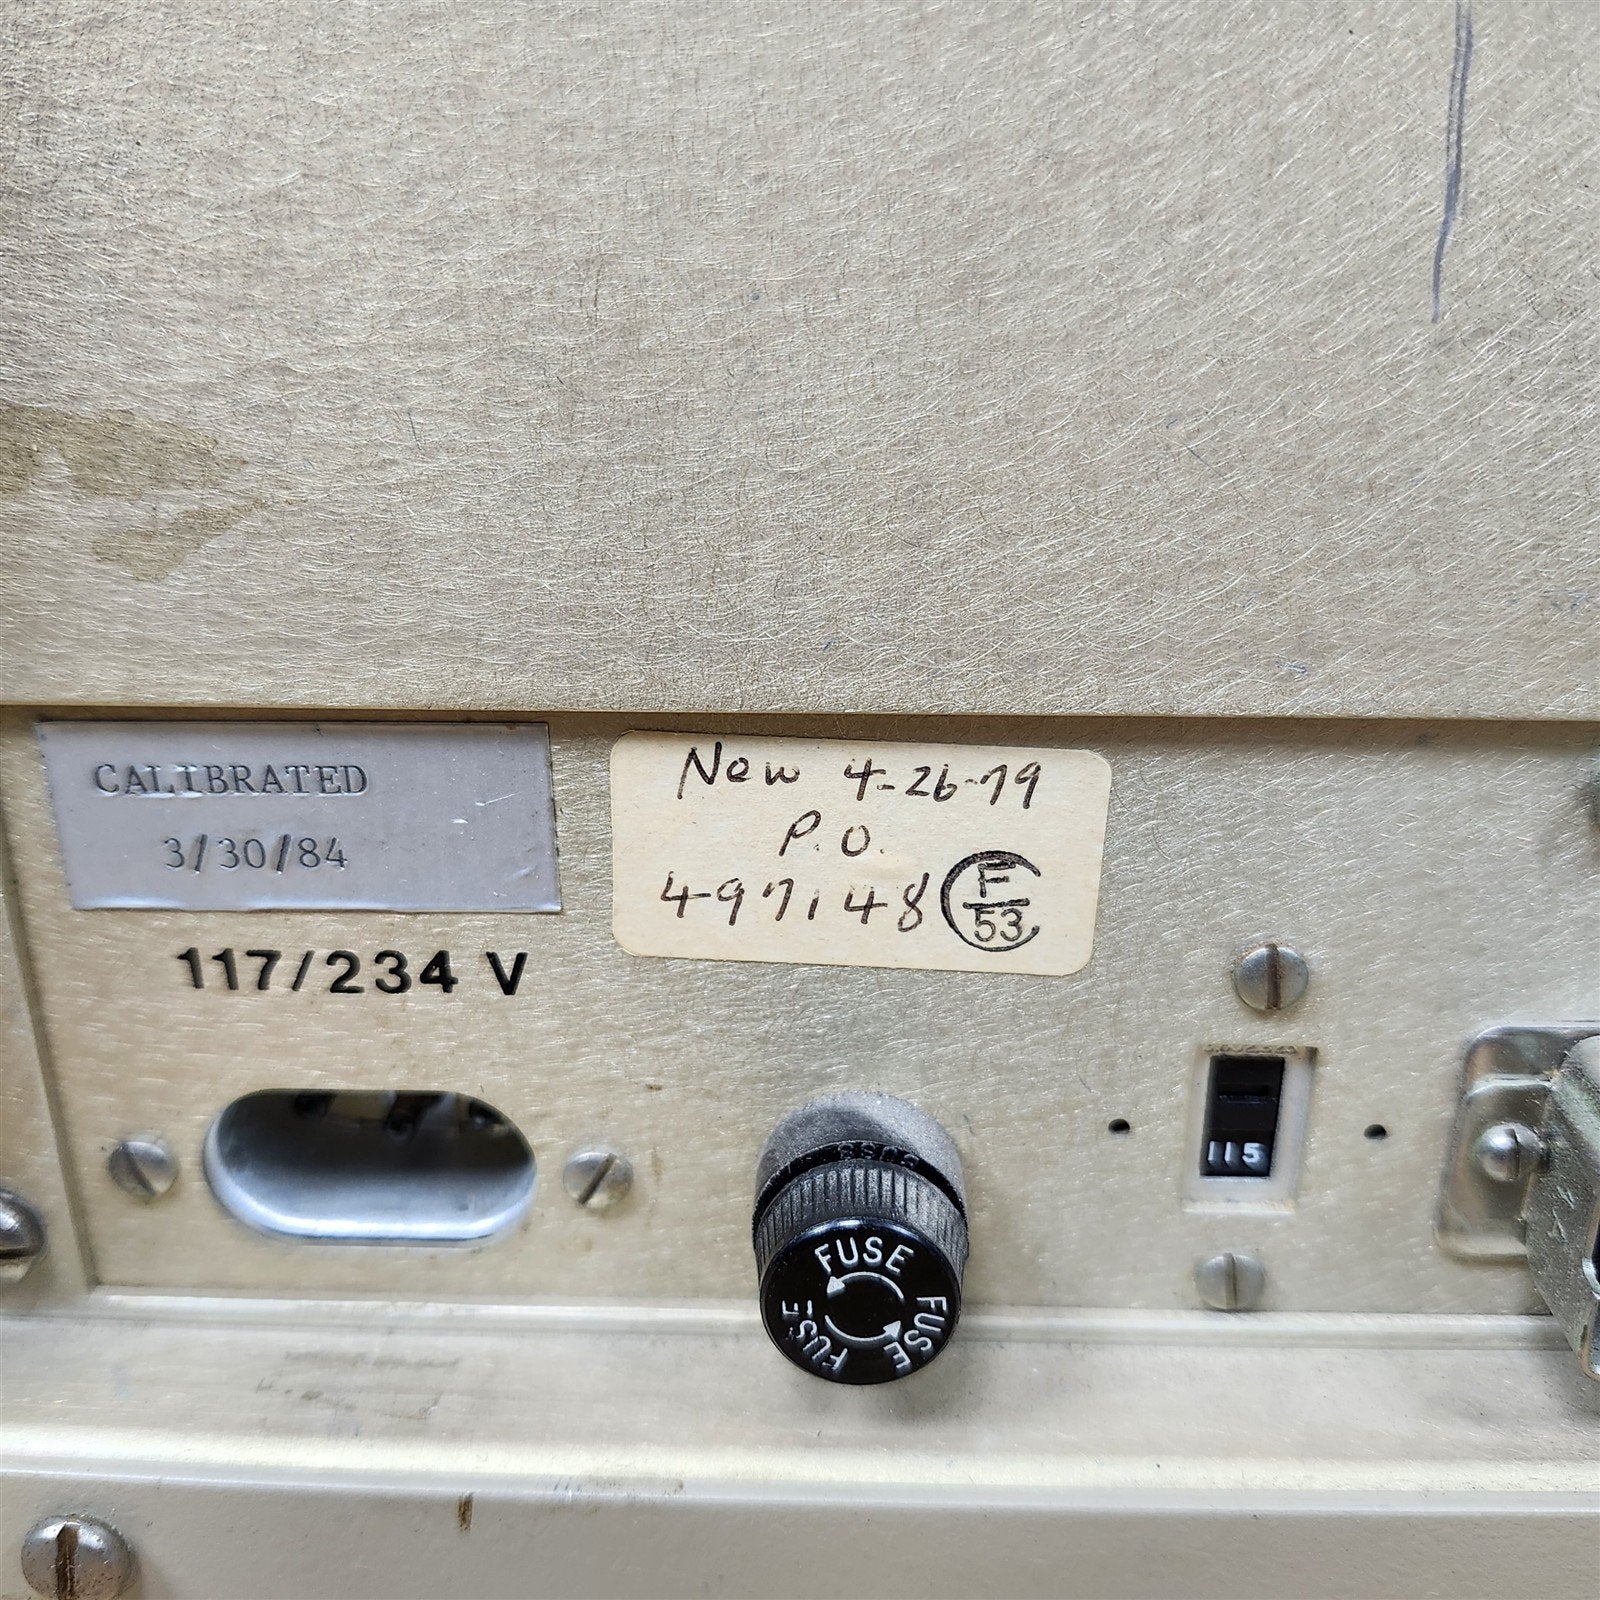 CALIBRATED
3/30/84
New 4-26-79
P.O.
497148
F
53
117/234 V
115
FUSE
FUSE
FUSE